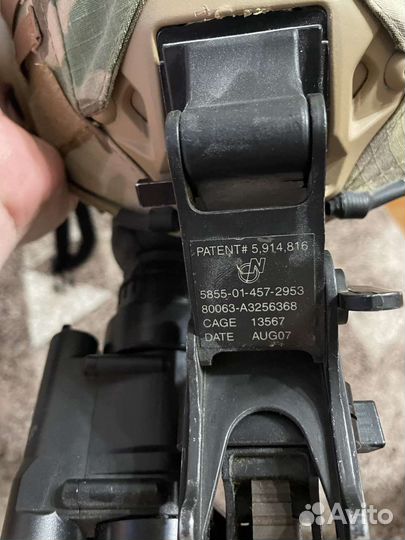 PATENT# 5,914,816
N
5855-01-457-2953
80063-A3256368
CAGE 13567
DATE AUG07
Avito